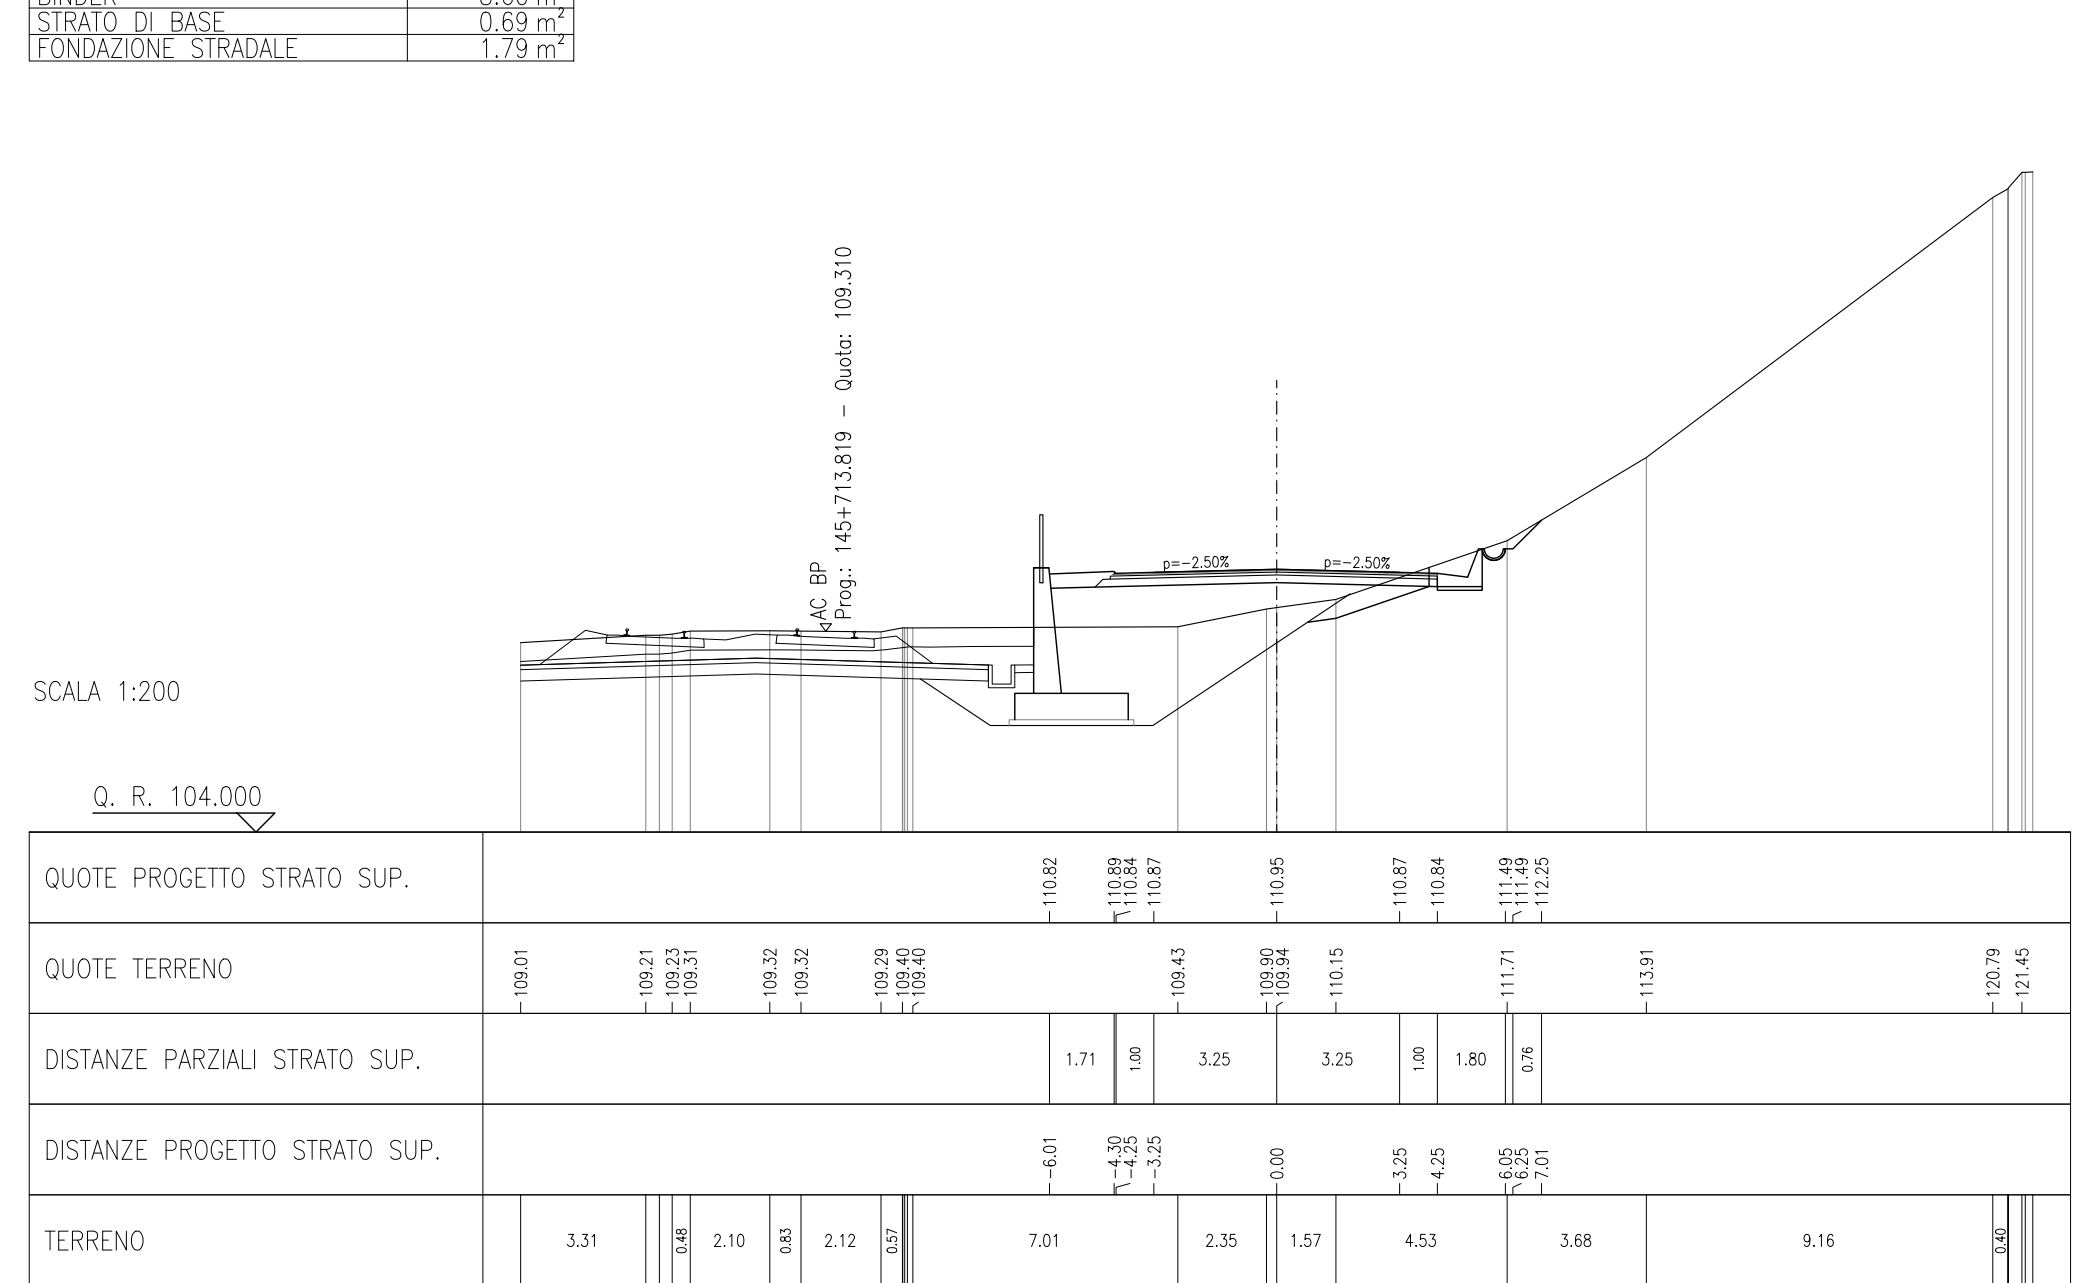 STRATO DI BASE 0.69 m²
FONDAZIONE STRADALE 1.79 m²
AC BP
Prog.: 145+713.819 - Quota: 109.310
p=-2.50% p=-2.50%
SCALA 1:200
Q. R. 104.000
QUOTE PROGETTO STRATO SUP. 110.82 110.89 110.84 110.87 110.95 110.87 110.84 111.49 111.49 112.25
QUOTE TERRENO 109.01 109.21 109.23 109.31 109.32 109.32 109.29 109.40 109.40 109.43 109.90 109.94 110.15 111.71 113.91 120.79 121.45
DISTANZE PARZIALI STRATO SUP. 1.71 1.00 3.25 3.25 1.00 1.80 0.76
DISTANZE PROGETTO STRATO SUP. -6.01 -4.30 -4.25 -3.25 0.00 3.25 4.25 6.05 6.25 7.01
TERRENO 3.31 0.48 2.10 0.83 2.12 0.57 7.01 2.35 1.57 4.53 3.68 9.16 0.40